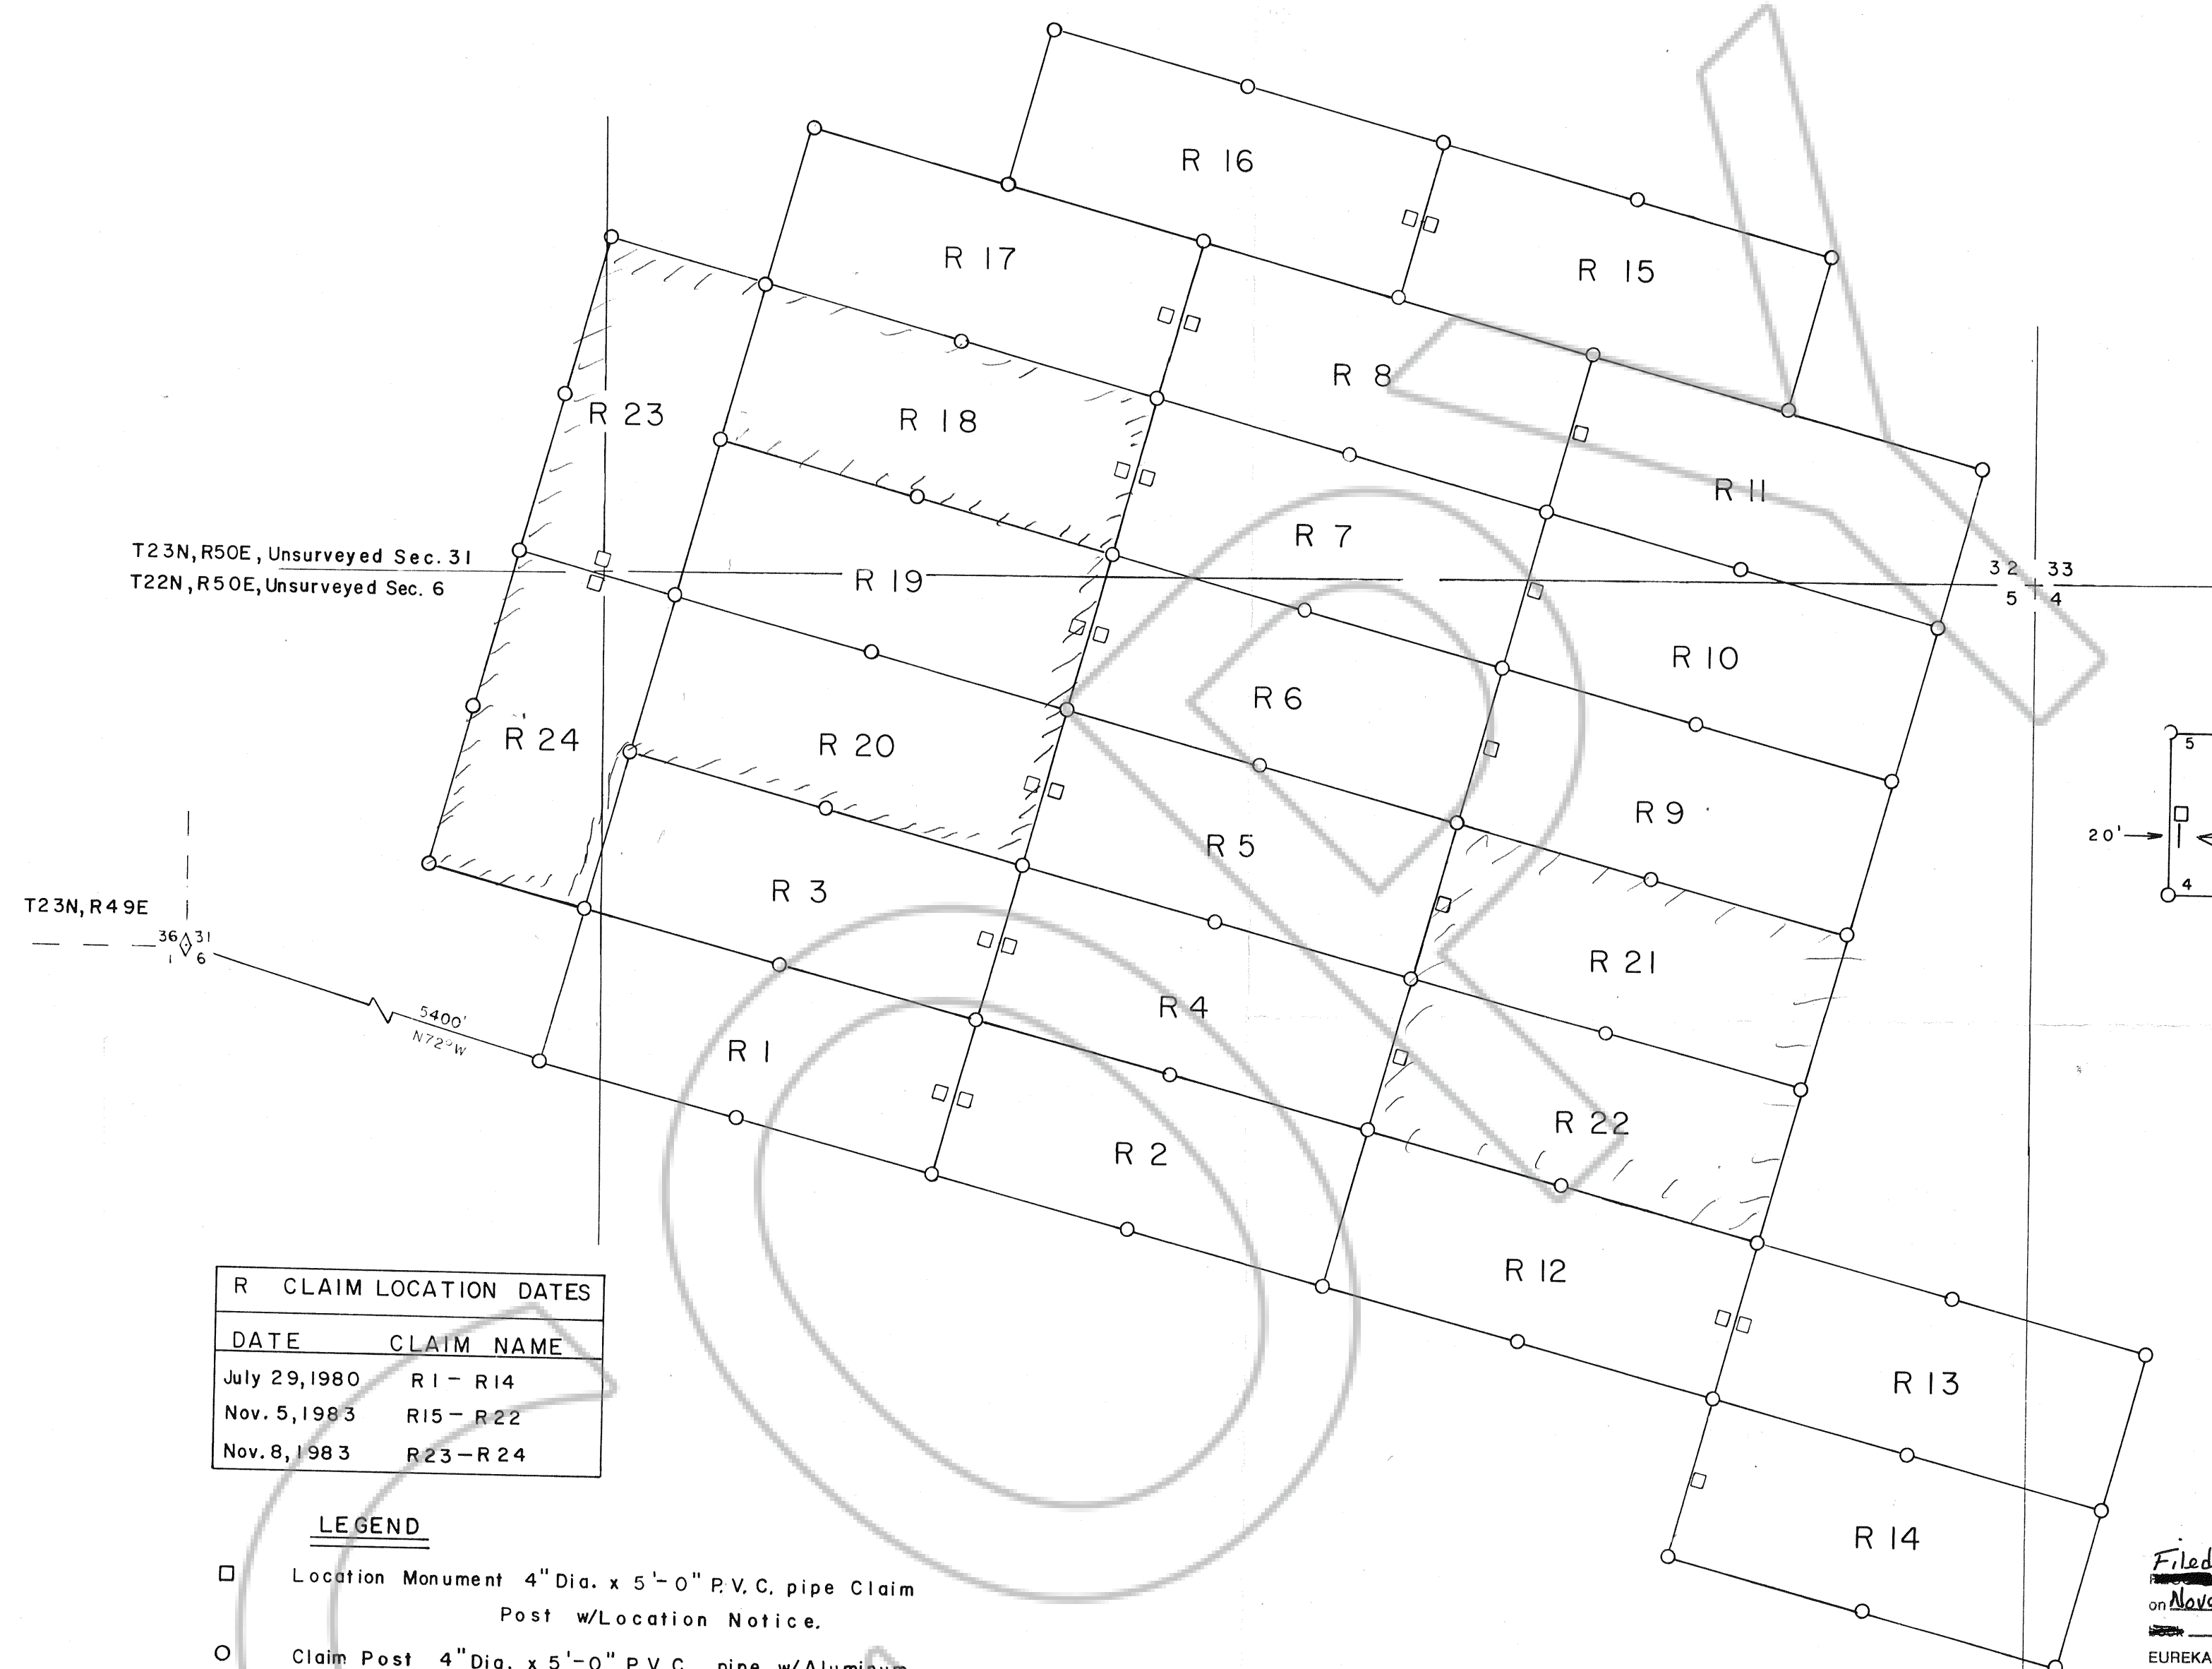 R 16
R 15
R 17
R 8
R 23
R 18
R 11
R 7
T23N, R50E, Unsurveyed Sec. 31
T22N, R50E, Unsurveyed Sec. 6
R 19
32 33
5 4
R 10
R 6
R 24
R 20
5
R 9
20'
R 5
4
R 3
T23N, R49E
36 31
1 6
R 21
R 4
5400'
N72°W
R 1
R 22
R 2
R 12
R CLAIM LOCATION DATES
DATE CLAIM NAME
July 29, 1980 R1 - R14
Nov. 5, 1983 R15 - R22
Nov. 8, 1983 R23 - R24
R 13
LEGEND
R 14
Location Monument 4" Dia. x 5'-0" P.V.C. pipe Claim
Post w/Location Notice.
Claim Post 4" Dia. x 5'-0" P.V.C. pipe w/Aluminum
Filed
on
EUREKA